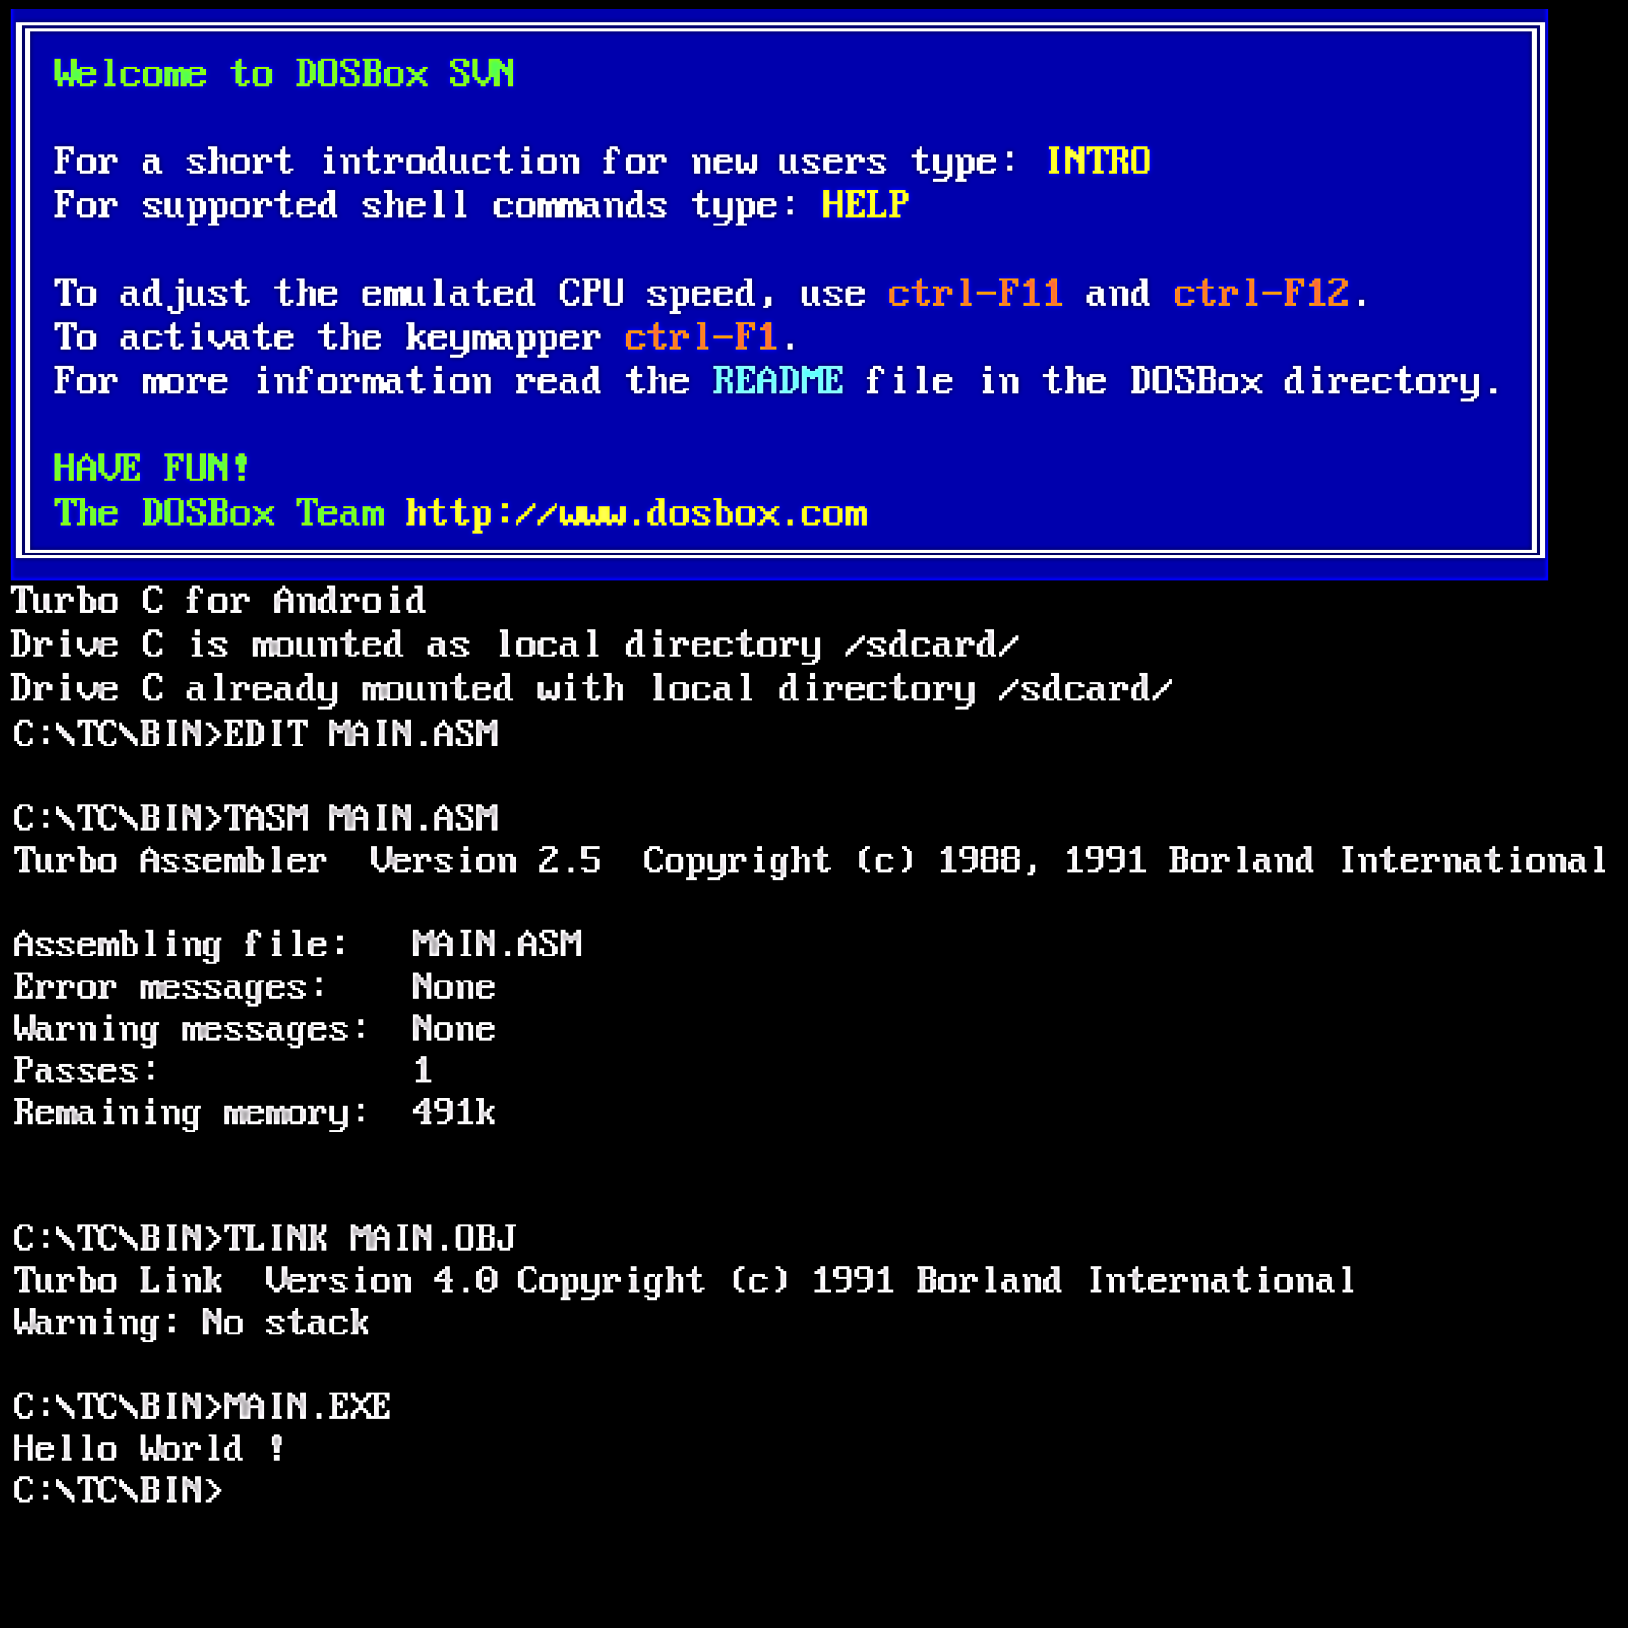 Welcome to DOSBox SVN
For a short introduction for new users type: INTRO
For supported shell commands type: HELP
To adjust the emulated CPU speed, use ctrl-F11 and ctrl-F12.
To activate the keymapper ctrl-F1.
For more information read the README file in the DOSBox directory.
HAVE FUN!
The DOSBox Team http://www.dosbox.com
Turbo C for Android
Drive C is mounted as local directory /sdcard/
Drive C already mounted with local directory /sdcard/
C:\TC\BIN>EDIT MAIN.ASM
C:\TC\BIN>TASM MAIN.ASM
Turbo Assembler  Version 2.5  Copyright (c) 1988, 1991 Borland International
Assembling file:   MAIN.ASM
Error messages:    None
Warning messages:  None
Passes:            1
Remaining memory:  491k
C:\TC\BIN>TLINK MAIN.OBJ
Turbo Link  Version 4.0 Copyright (c) 1991 Borland International
Warning: No stack
C:\TC\BIN>MAIN.EXE
Hello World !
C:\TC\BIN>